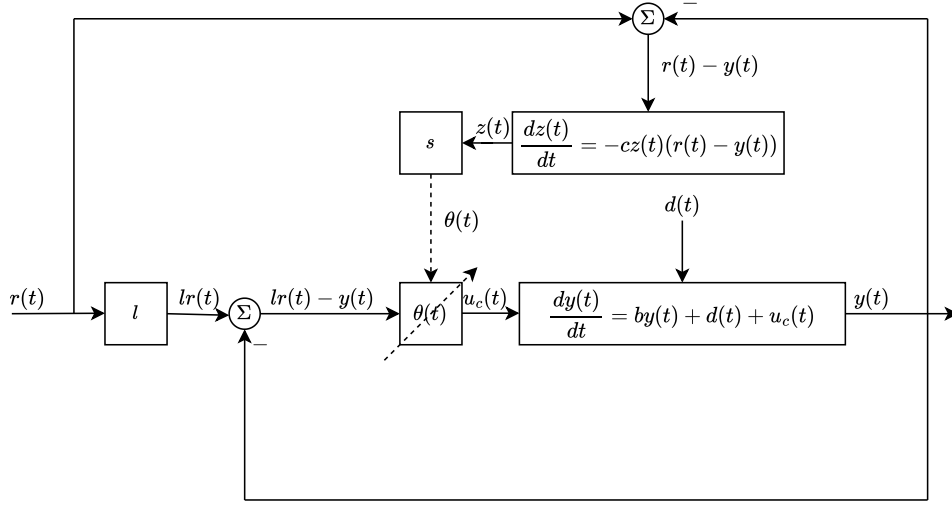 Σ
−
r(t) − y(t)
s
z(t)
dz(t)/dt = −cz(t)(r(t) − y(t))
θ(t)
d(t)
r(t)
l
lr(t)
Σ
−
lr(t) − y(t)
θ(t)
u_c(t)
dy(t)/dt = by(t) + d(t) + u_c(t)
y(t)